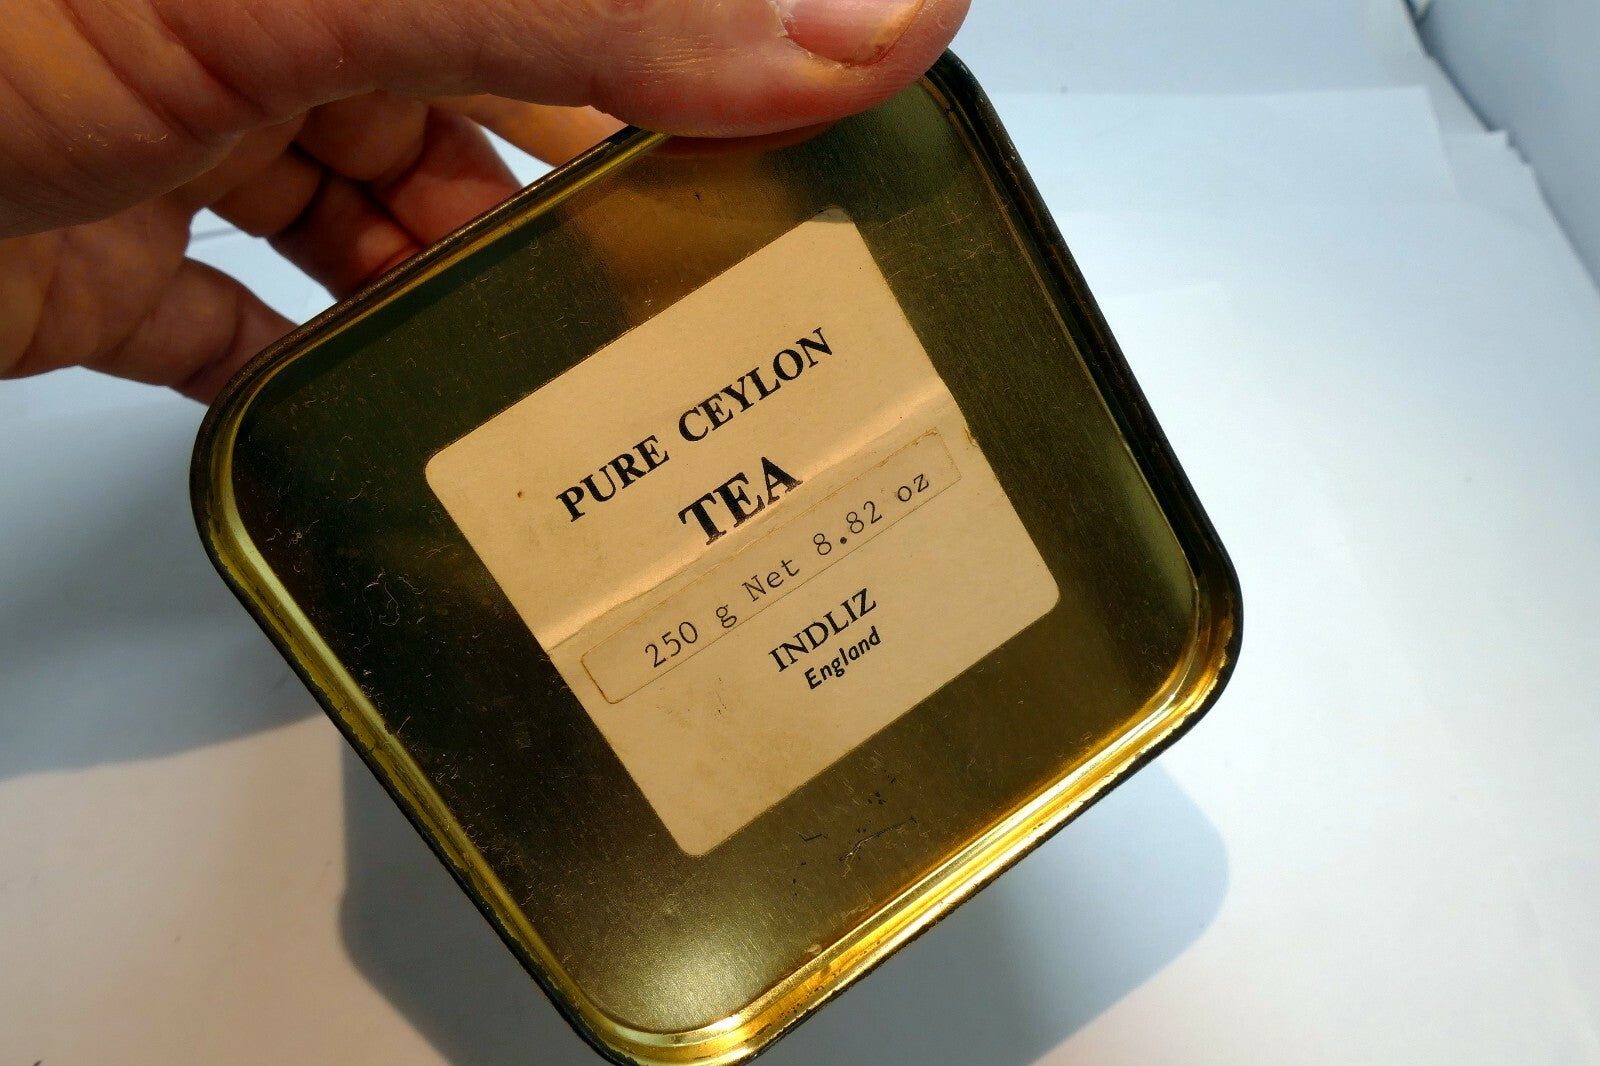 PURE CEYLON
TEA
250 g Net 8.82 oz
INDLIZ
England